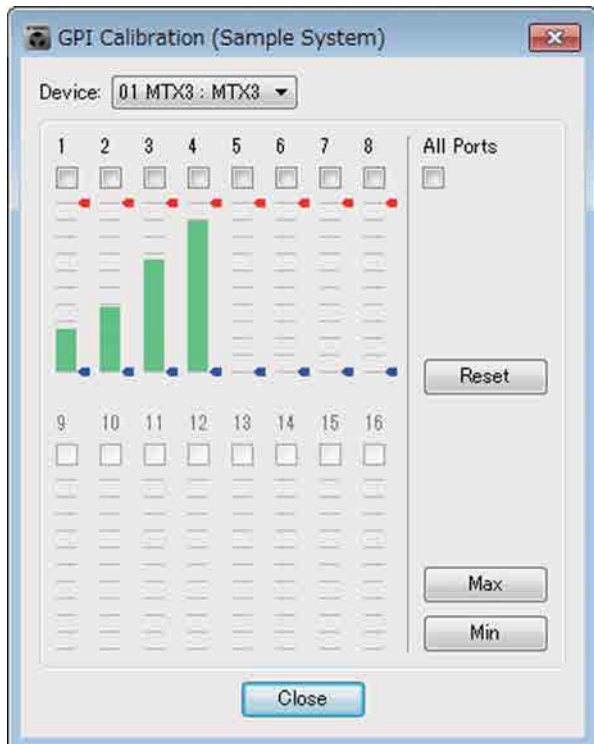 GPI Calibration (Sample System)
Device: 01 MTX3 : MTX3
1 2 3 4 5 6 7 8 All Ports
Reset
9 10 11 12 13 14 15 16
Max
Min
Close